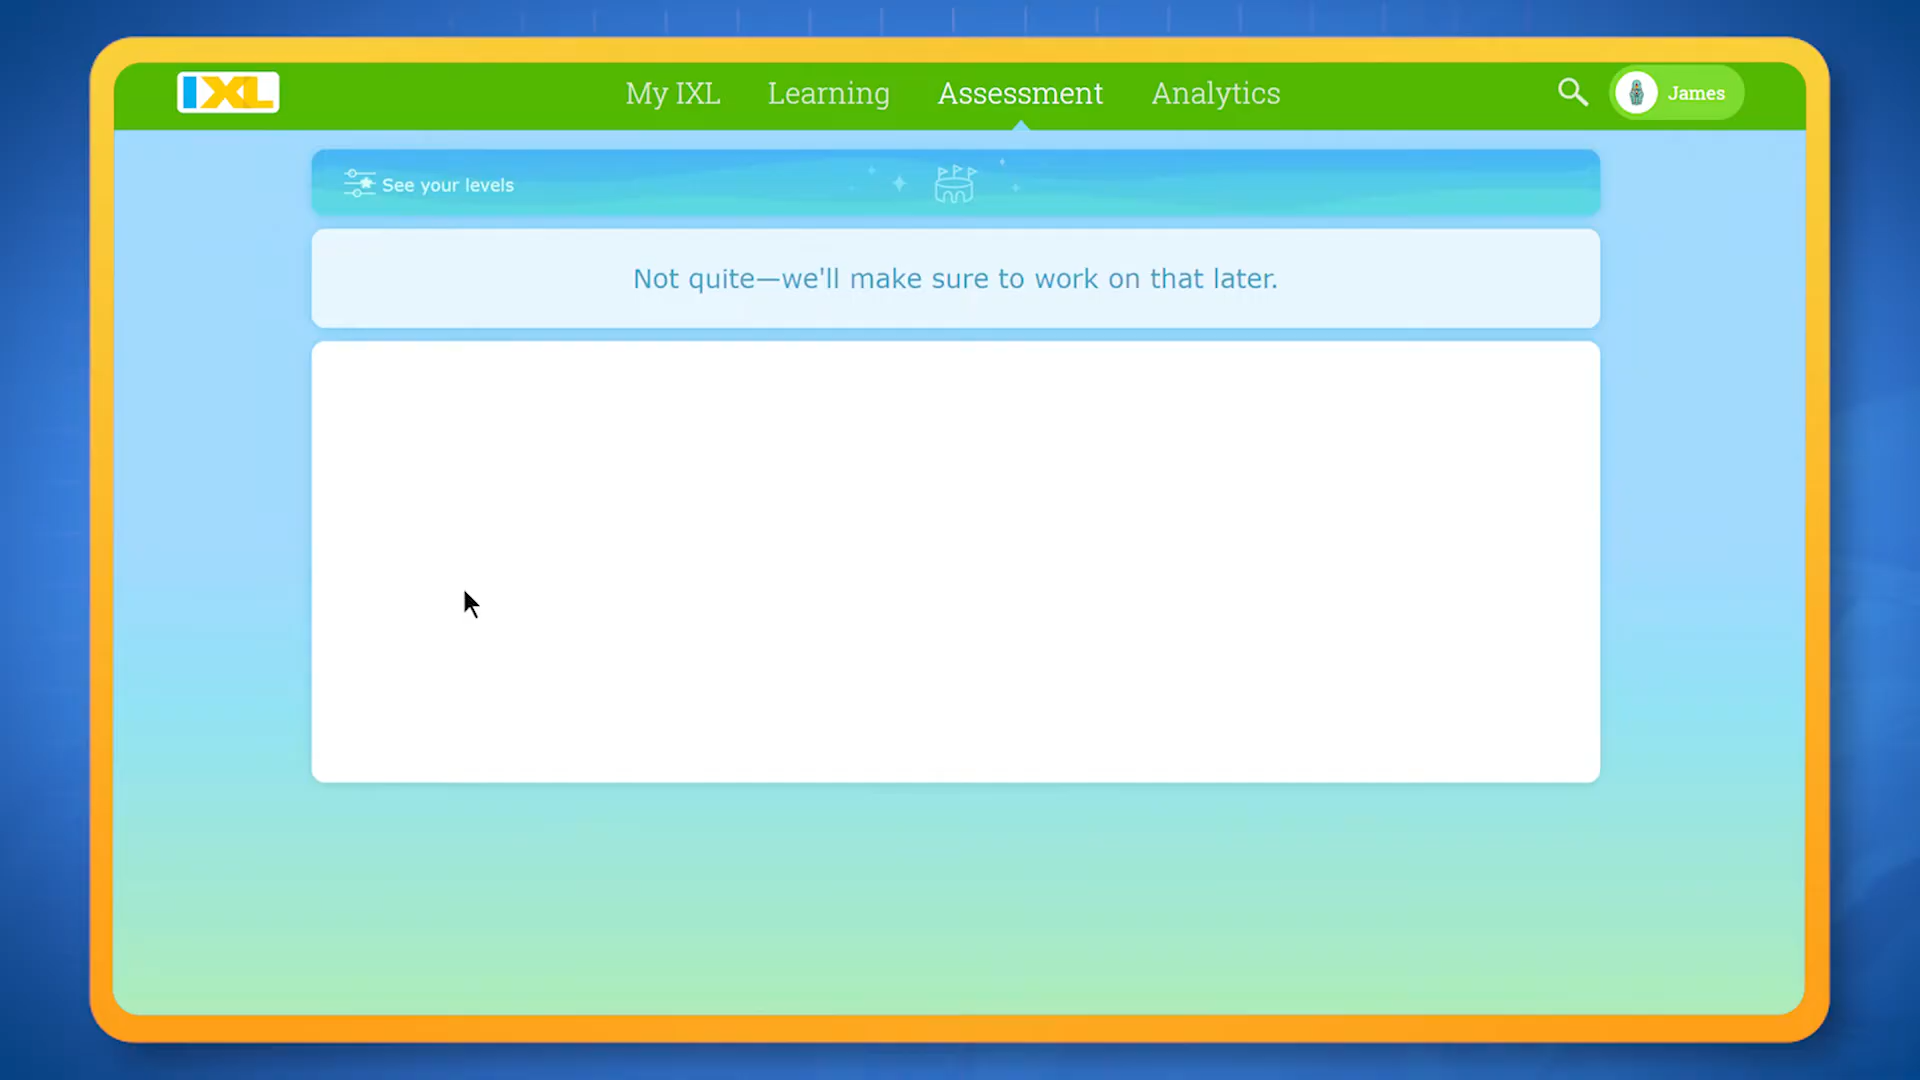 IXL
My IXL
Learning
Assessment
Analytics
James
See your levels
Not quite—we'll make sure to work on that later.